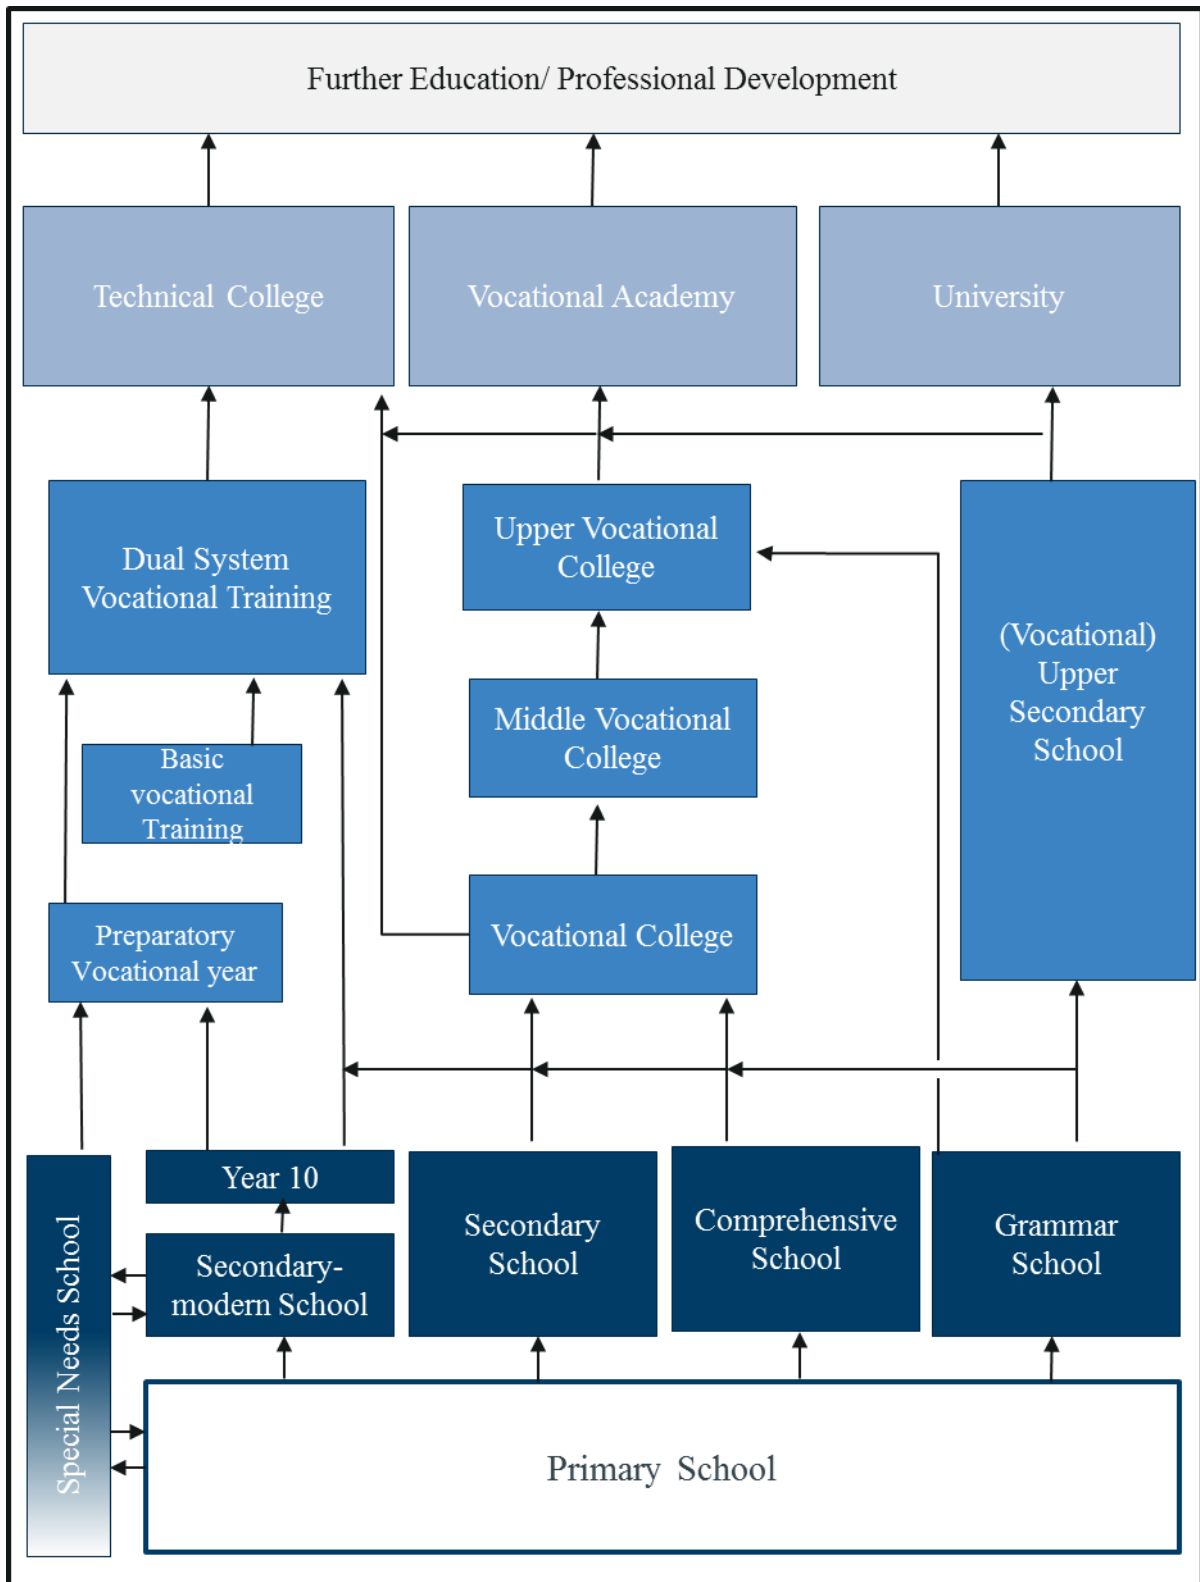 Further Education/ Professional Development
Technical College
Vocational Academy
University
Dual System
Vocational Training
Upper Vocational
College
(Vocational)
Upper
Secondary
School
Middle Vocational
College
Basic
vocational
Training
Vocational College
Preparatory
Vocational year
Special Needs School
Year 10
Secondary-
modern School
Secondary
School
Comprehensive
School
Grammar
School
Primary School